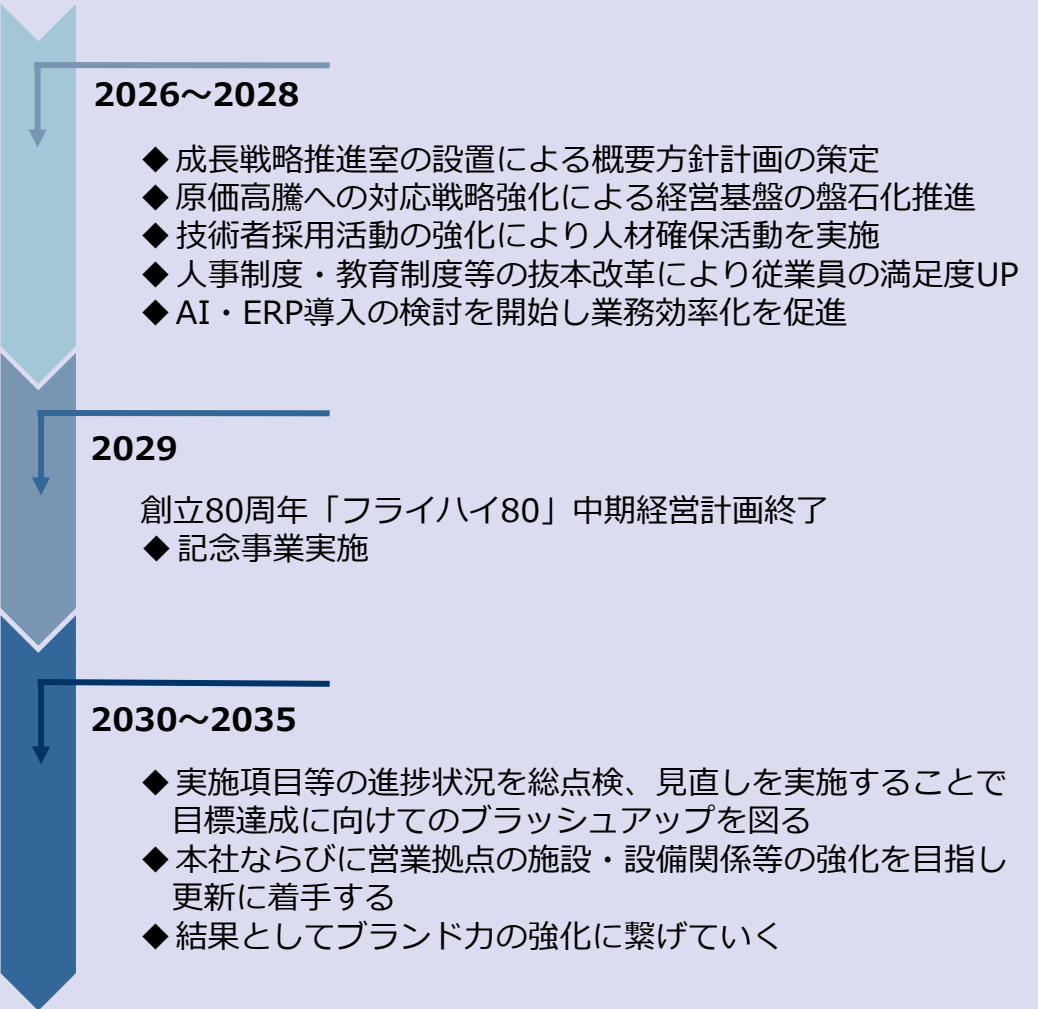 2026～2028
◆成長戦略推進室の設置による概要方針計画の策定
◆原価高騰への対応戦略強化による経営基盤の盤石化推進
◆技術者採用活動の強化により人材確保活動を実施
◆人事制度・教育制度等の抜本改革により従業員の満足度UP
◆AI・ERP導入の検討を開始し業務効率化を促進
2029
創立80周年「フライハイ80」中期経営計画終了
◆記念事業実施
2030～2035
◆実施項目等の進捗状況を総点検、見直しを実施することで
目標達成に向けてのブラッシュアップを図る
◆本社ならびに営業拠点の施設・設備関係等の強化を目指し
更新に着手する
◆結果としてブランド力の強化に繋げていく